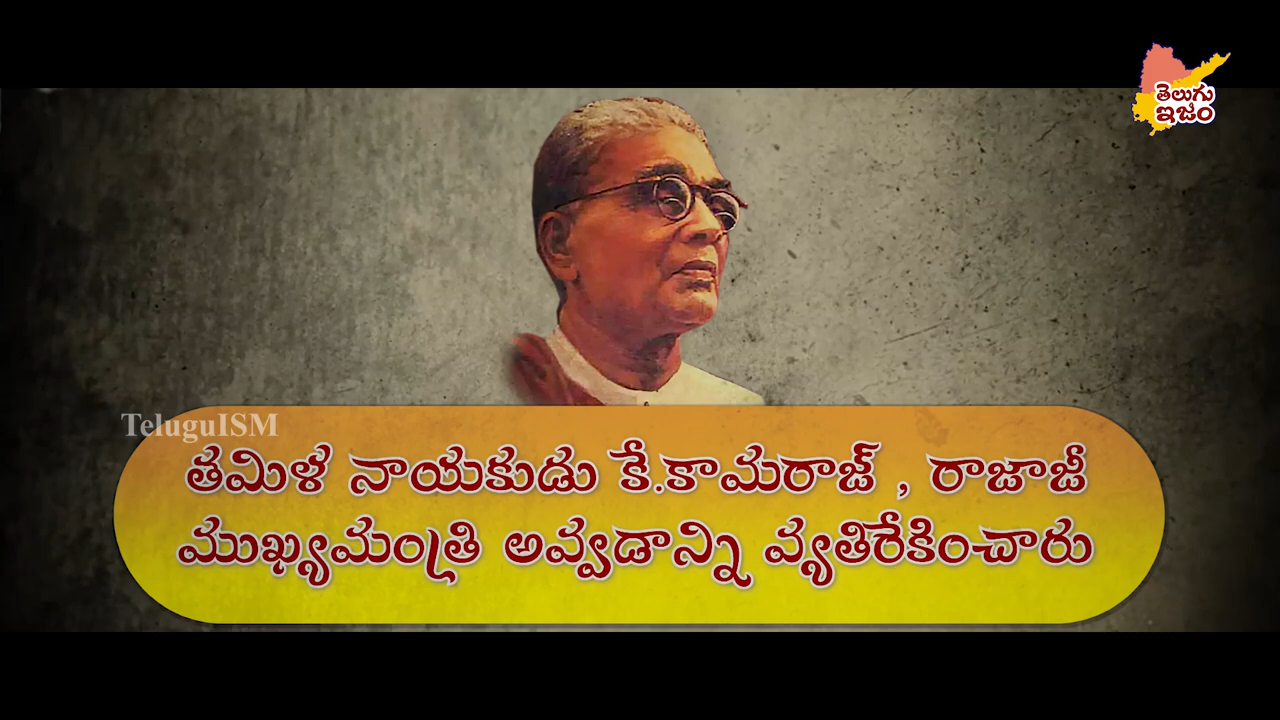 తెలుగు
ఇజం
TeluguISM
తమిళ నాయకుడు కే.కామరాజ్ , రాజాజీ
ముఖ్యమంత్రి అవ్వడాన్ని వ్యతిరేకించారు